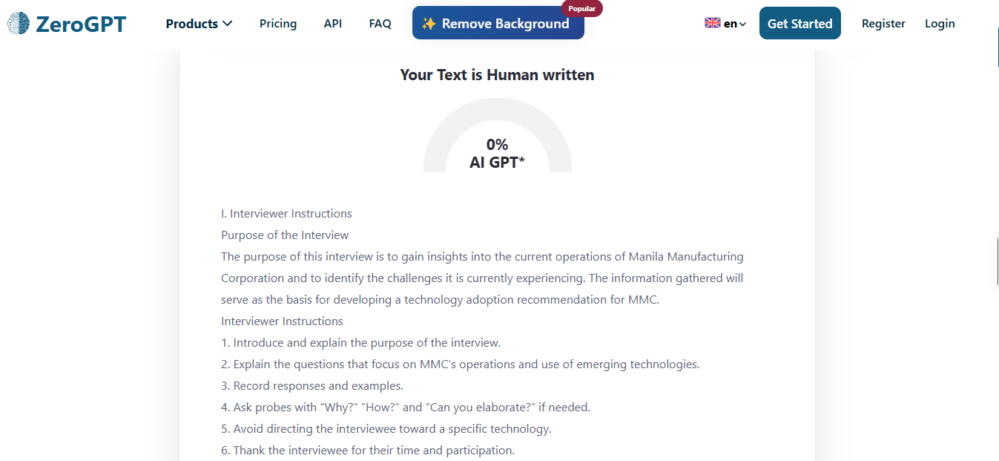 ZeroGPT
Products
Pricing
API
FAQ
Remove Background
Popular
en
Get Started
Register
Login
Your Text is Human written
0%
AI GPT*
I. Interviewer Instructions
Purpose of the Interview
The purpose of this interview is to gain insights into the current operations of Manila Manufacturing
Corporation and to identify the challenges it is currently experiencing. The information gathered will
serve as the basis for developing a technology adoption recommendation for MMC.
Interviewer Instructions
1. Introduce and explain the purpose of the interview.
2. Explain the questions that focus on MMC’s operations and use of emerging technologies.
3. Record responses and examples.
4. Ask probes with “Why?” “How?” and “Can you elaborate?” if needed.
5. Avoid directing the interviewee toward a specific technology.
6. Thank the interviewee for their time and participation.